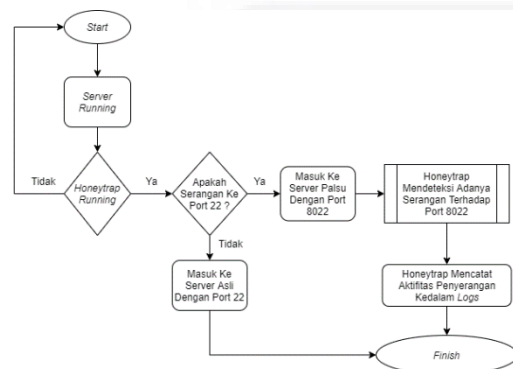 Start
Server
Running
Tidak
Honeytrap
Running
Ya
Apakah
Serangan Ke
Port 22 ?
Ya
Masuk Ke
Server Palsu
Dengan Port
8022
Honeytrap
Mendeteksi Adanya
Serangan Terhadap
Port 8022
Tidak
Masuk Ke
Server Asli
Dengan Port 22
Honeytrap Mencatat
Aktifitas Penyerangan
Kedalam Logs
Finish